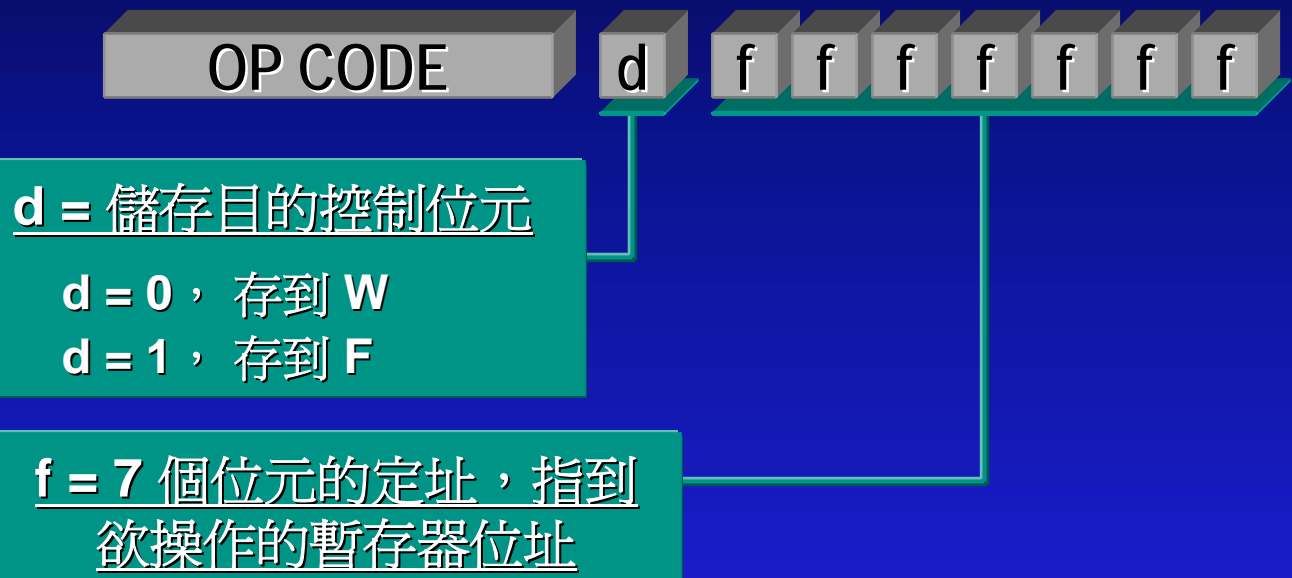 OP CODE d f f f f f f f
d = 儲存目的控制位元
d = 0， 存到 W
d = 1， 存到 F
f = 7 個位元的定址，指到
欲操作的暫存器位址